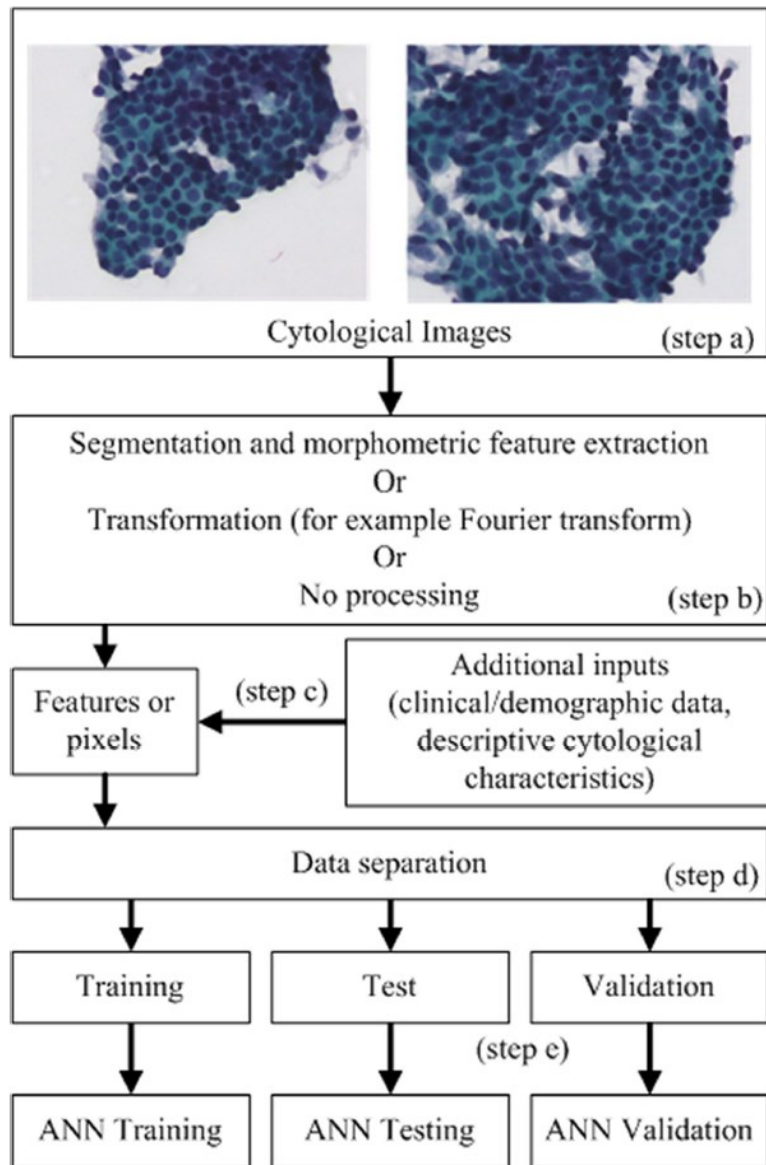 Cytological Images
(step a)
Segmentation and morphometric feature extraction
Or
Transformation (for example Fourier transform)
Or
No processing
(step b)
Features or
pixels
(step c)
Additional inputs
(clinical/demographic data,
descriptive cytological
characteristics)
Data separation
(step d)
Training
Test
Validation
(step e)
ANN Training
ANN Testing
ANN Validation